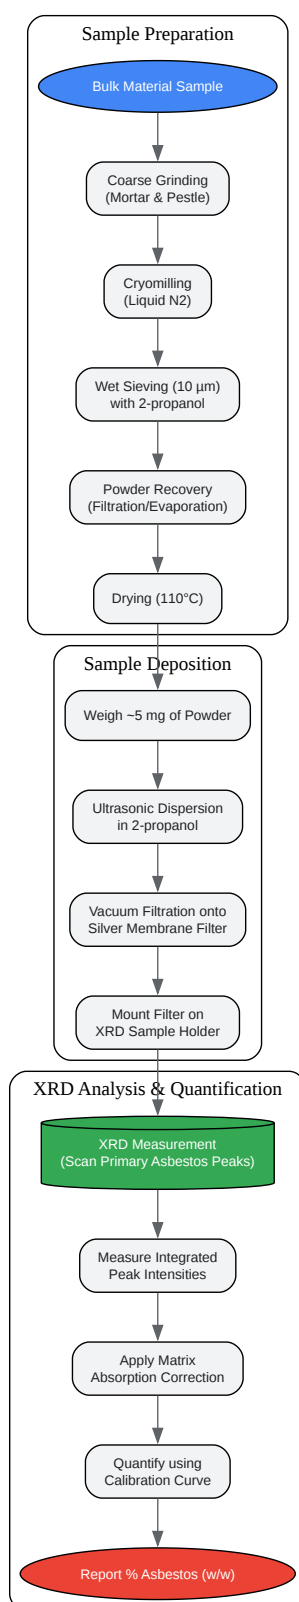 Sample Preparation
Bulk Material Sample
Coarse Grinding
(Mortar & Pestle)
Cryomilling
(Liquid N2)
Wet Sieving (10 µm)
with 2-propanol
Powder Recovery
(Filtration/Evaporation)
Drying (110°C)
Sample Deposition
Weigh ~5 mg of Powder
Ultrasonic Dispersion
in 2-propanol
Vacuum Filtration onto
Silver Membrane Filter
Mount Filter on
XRD Sample Holder
XRD Analysis & Quantification
XRD Measurement
(Scan Primary Asbestos Peaks)
Measure Integrated
Peak Intensities
Apply Matrix
Absorption Correction
Quantify using
Calibration Curve
Report % Asbestos (w/w)